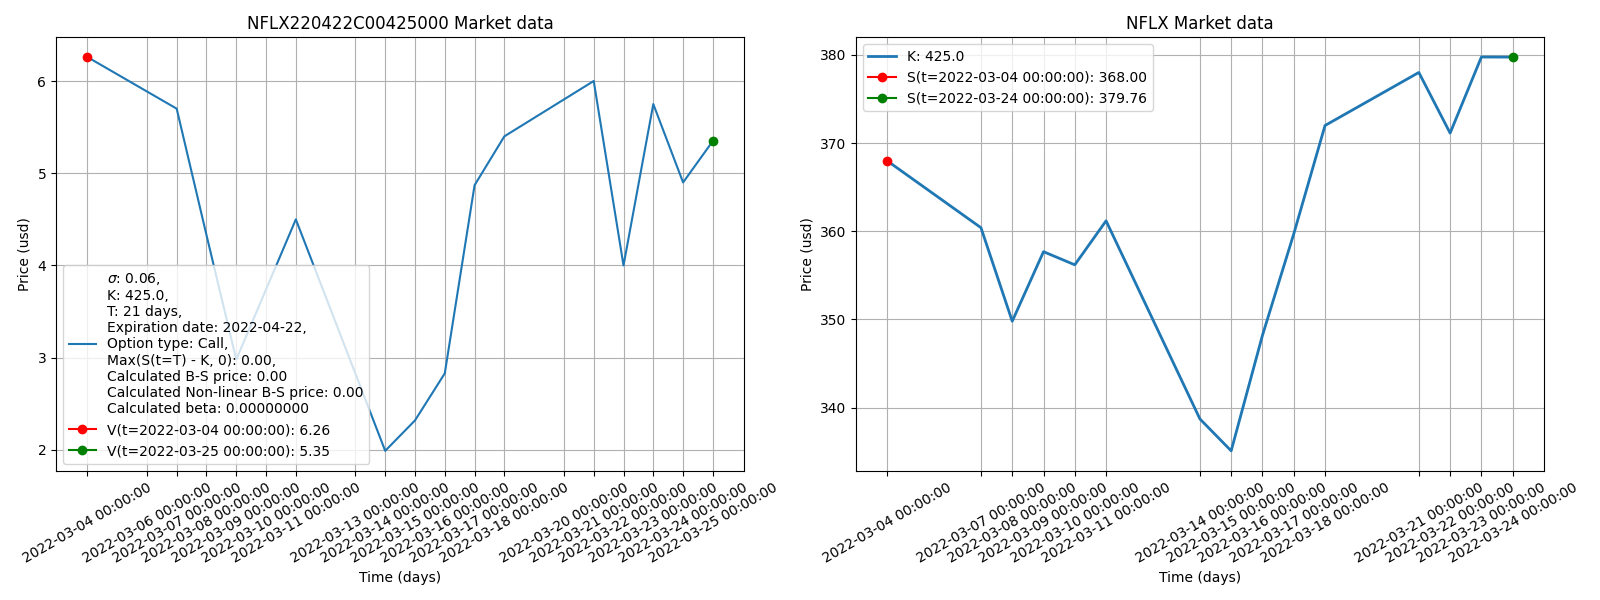 NFLX220422C00425000 Market data
Price (usd)
6
5
4
3
2
σ: 0.06,
K: 425.0,
T: 21 days,
Expiration date: 2022-04-22,
Option type: Call,
Max(S(t=T) - K, 0): 0.00,
Calculated B-S price: 0.00
Calculated Non-linear B-S price: 0.00
Calculated beta: 0.00000000
V(t=2022-03-04 00:00:00): 6.26
V(t=2022-03-25 00:00:00): 5.35
2022-03-04 00:00:00
2022-03-06 00:00:00
2022-03-07 00:00:00
2022-03-08 00:00:00
2022-03-09 00:00:00
2022-03-10 00:00:00
2022-03-11 00:00:00
2022-03-13 00:00:00
2022-03-14 00:00:00
2022-03-15 00:00:00
2022-03-16 00:00:00
2022-03-17 00:00:00
2022-03-18 00:00:00
2022-03-20 00:00:00
2022-03-21 00:00:00
2022-03-22 00:00:00
2022-03-23 00:00:00
2022-03-24 00:00:00
2022-03-25 00:00:00
Time (days)
NFLX Market data
Price (usd)
380
370
360
350
340
K: 425.0
S(t=2022-03-04 00:00:00): 368.00
S(t=2022-03-24 00:00:00): 379.76
2022-03-04 00:00:00
2022-03-07 00:00:00
2022-03-08 00:00:00
2022-03-09 00:00:00
2022-03-10 00:00:00
2022-03-11 00:00:00
2022-03-14 00:00:00
2022-03-15 00:00:00
2022-03-16 00:00:00
2022-03-17 00:00:00
2022-03-18 00:00:00
2022-03-21 00:00:00
2022-03-22 00:00:00
2022-03-23 00:00:00
2022-03-24 00:00:00
Time (days)